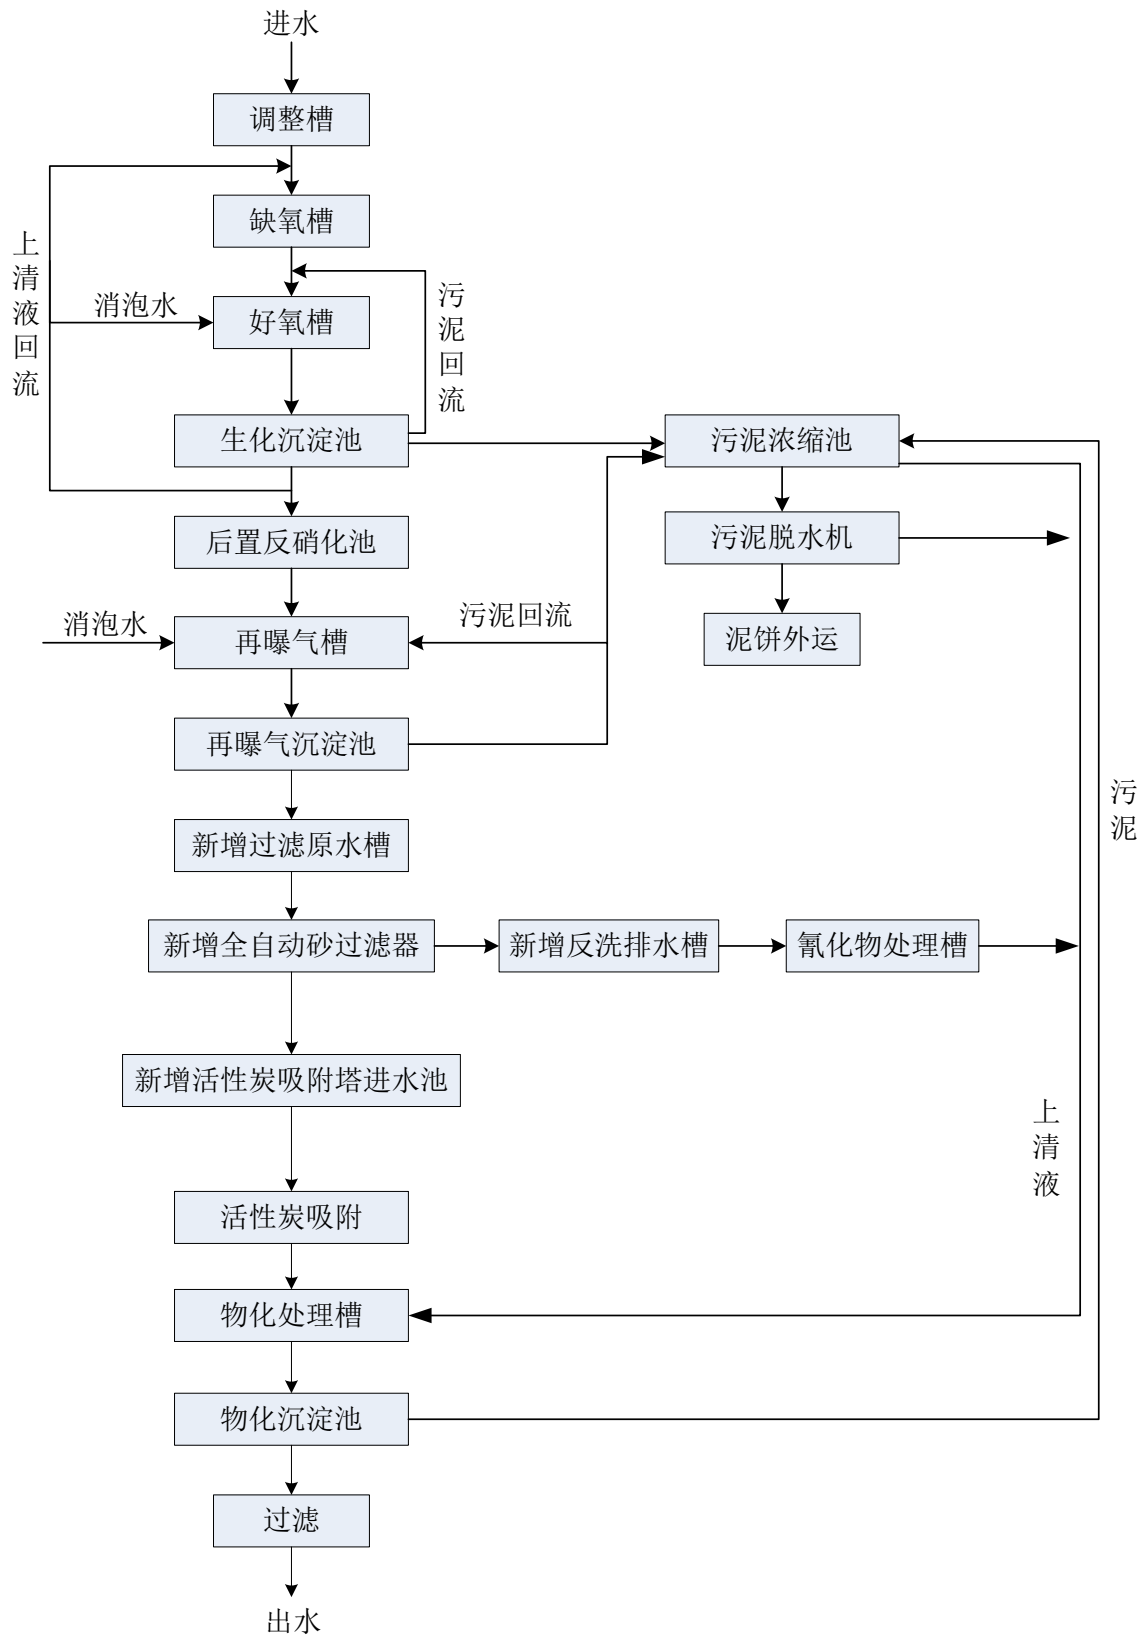 进水
调整槽
缺氧槽
上清液回流
消泡水
好氧槽
污泥回流
生化沉淀池
污泥浓缩池
后置反硝化池
污泥脱水机
消泡水
再曝气槽
污泥回流
泥饼外运
再曝气沉淀池
污泥
新增过滤原水槽
新增全自动砂过滤器
新增反洗排水槽
氰化物处理槽
新增活性炭吸附塔进水池
上清液
活性炭吸附
物化处理槽
物化沉淀池
过滤
出水